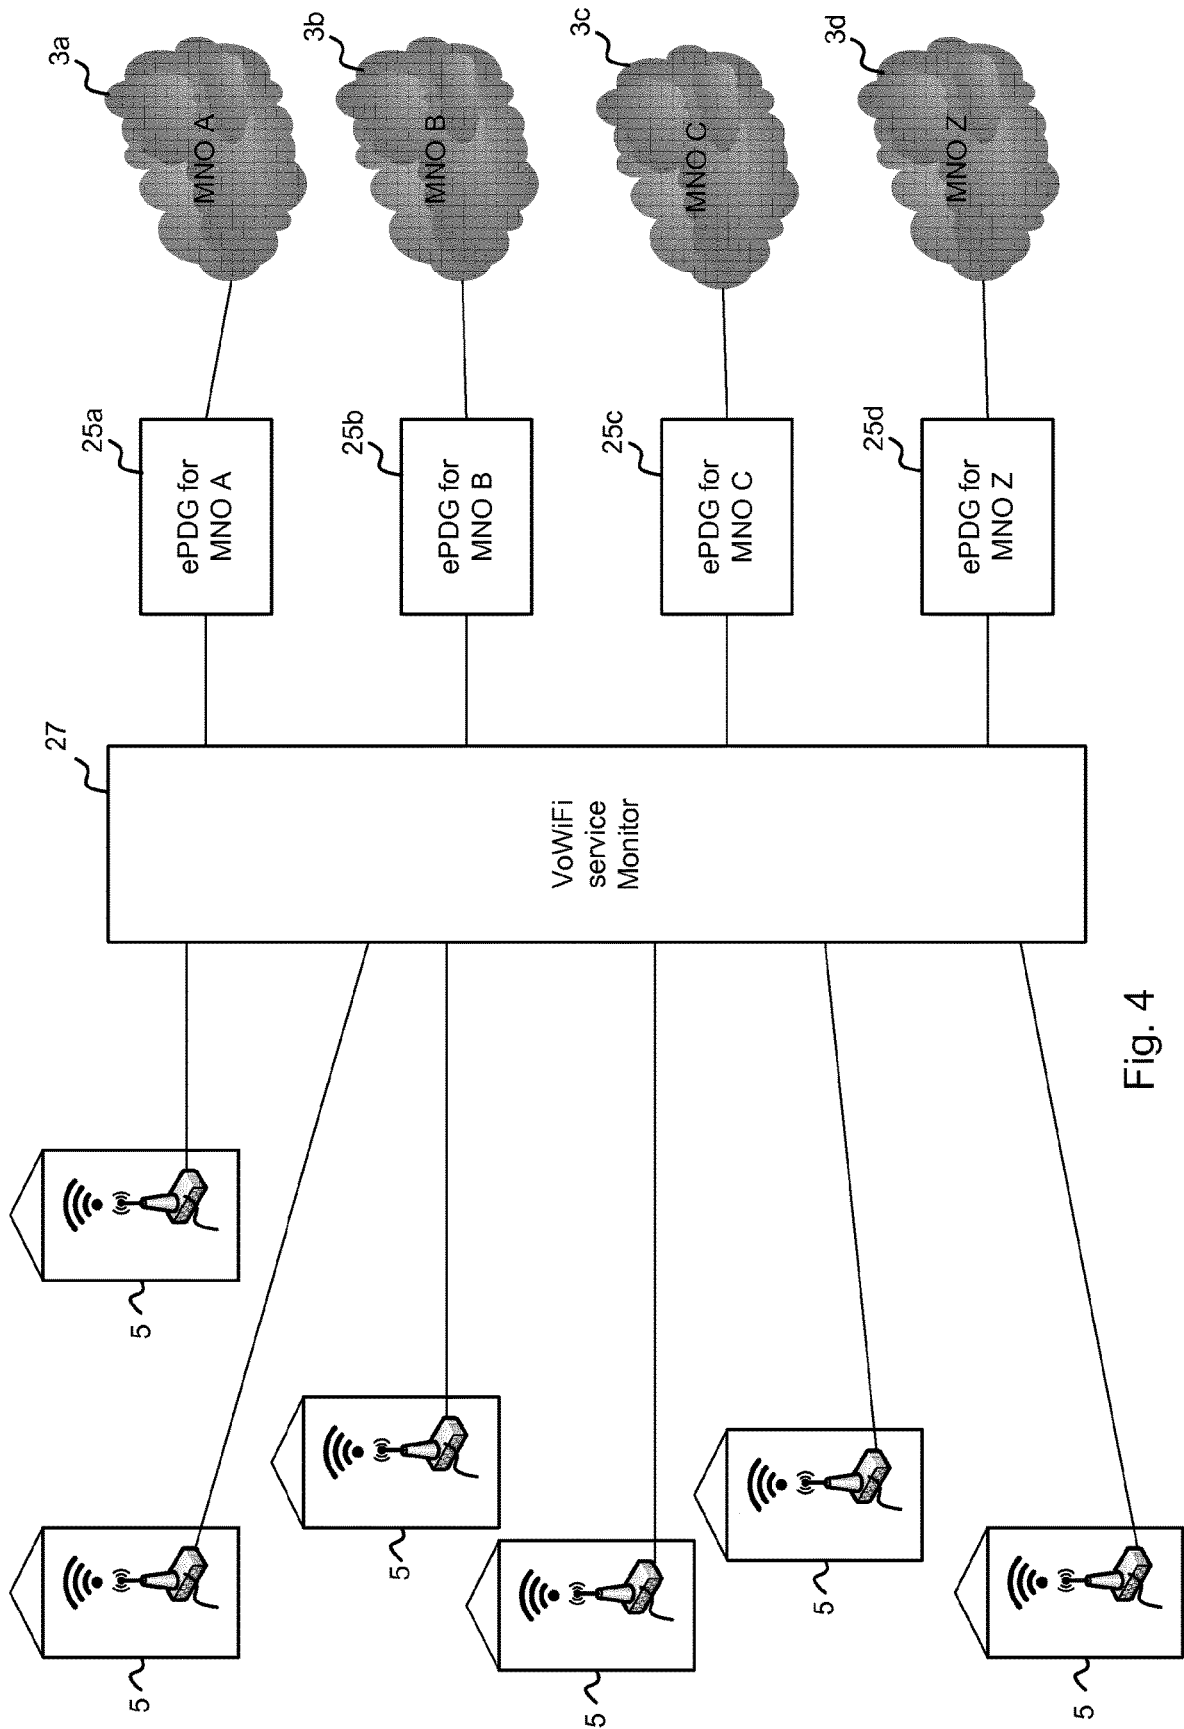 3a
MNO A
3b
MNO B
3c
MNO C
3d
MNO Z
25a
ePDG for
MNO A
25b
ePDG for
MNO B
25c
ePDG for
MNO C
25d
ePDG for
MNO Z
27
VoWiFi
service
Monitor
5
5
5
5
5
5
Fig. 4